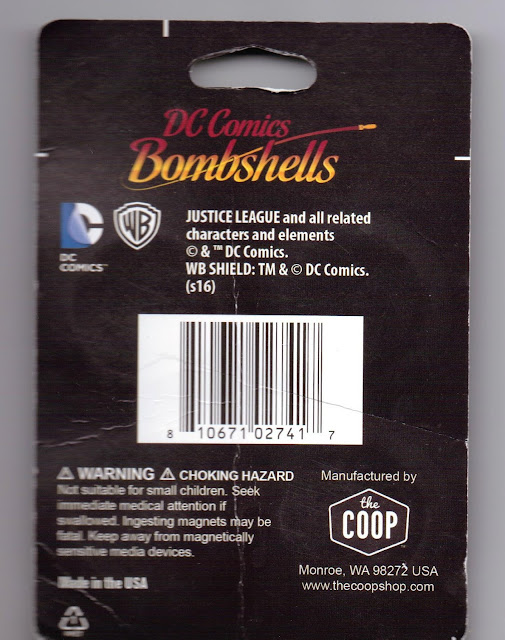 DC Comics
Bombshells
DC
COMICS™
WB
JUSTICE LEAGUE and all related
characters and elements
© & ™ DC Comics.
WB SHIELD: TM & © DC Comics.
(s16)
8 10671 02741 7
⚠ WARNING ⚠ CHOKING HAZARD
Not suitable for small children. Seek
immediate medical attention if
swallowed. Ingesting magnets may be
fatal. Keep away from magnetically
sensitive media devices.
Made in the USA
Manufactured by
the
COOP
Monroe, WA 98272 USA
www.thecoopshop.com